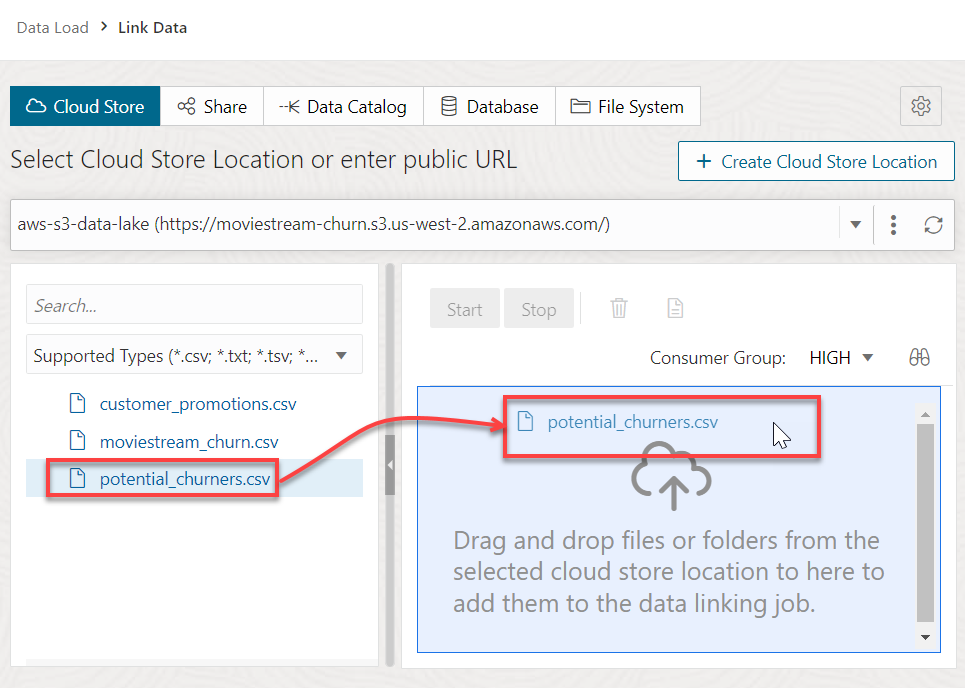 Data Load > Link Data
Cloud Store
Share
Data Catalog
Database
File System
Select Cloud Store Location or enter public URL
+ Create Cloud Store Location
aws-s3-data-lake (https://moviestream-churn.s3.us-west-2.amazonaws.com/)
Search...
Supported Types (*.csv; *.txt; *.tsv; *...
customer_promotions.csv
moviestream_churn.csv
potential_churners.csv
Start
Stop
Consumer Group: HIGH
potential_churners.csv
Drag and drop files or folders from the
selected cloud store location to here to
add them to the data linking job.